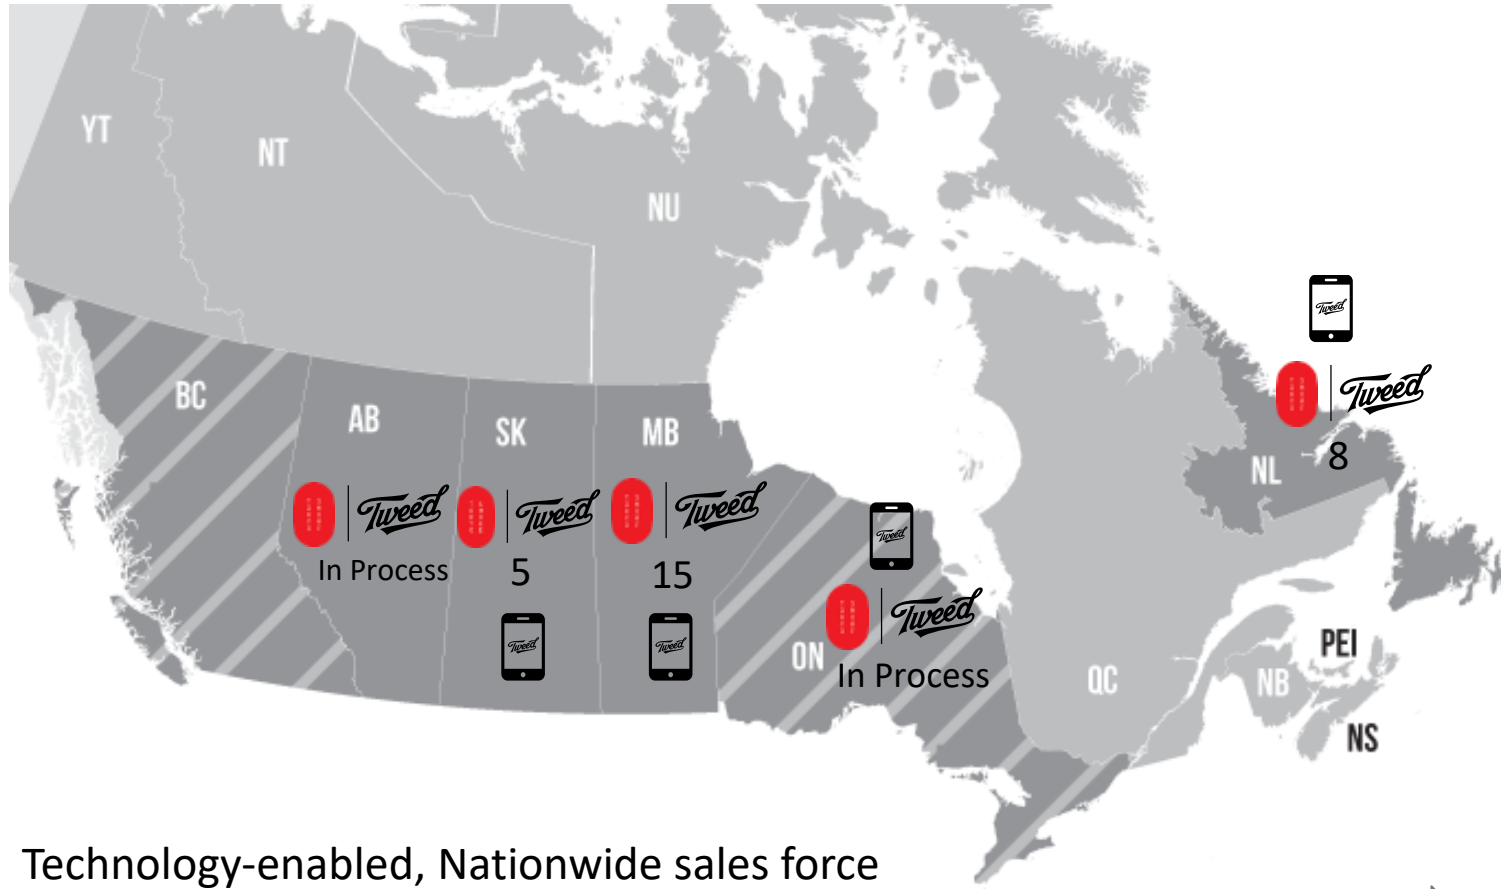 YT
NT
NU
BC
AB
SK
MB
Tweed
Tweed
NL
8
Tweed
Tweed
Tweed
In Process
5
15
Tweed
Tweed
Tweed
Tweed
ON
In Process
QC
PEI
NB
NS
Technology-enabled, Nationwide sales force